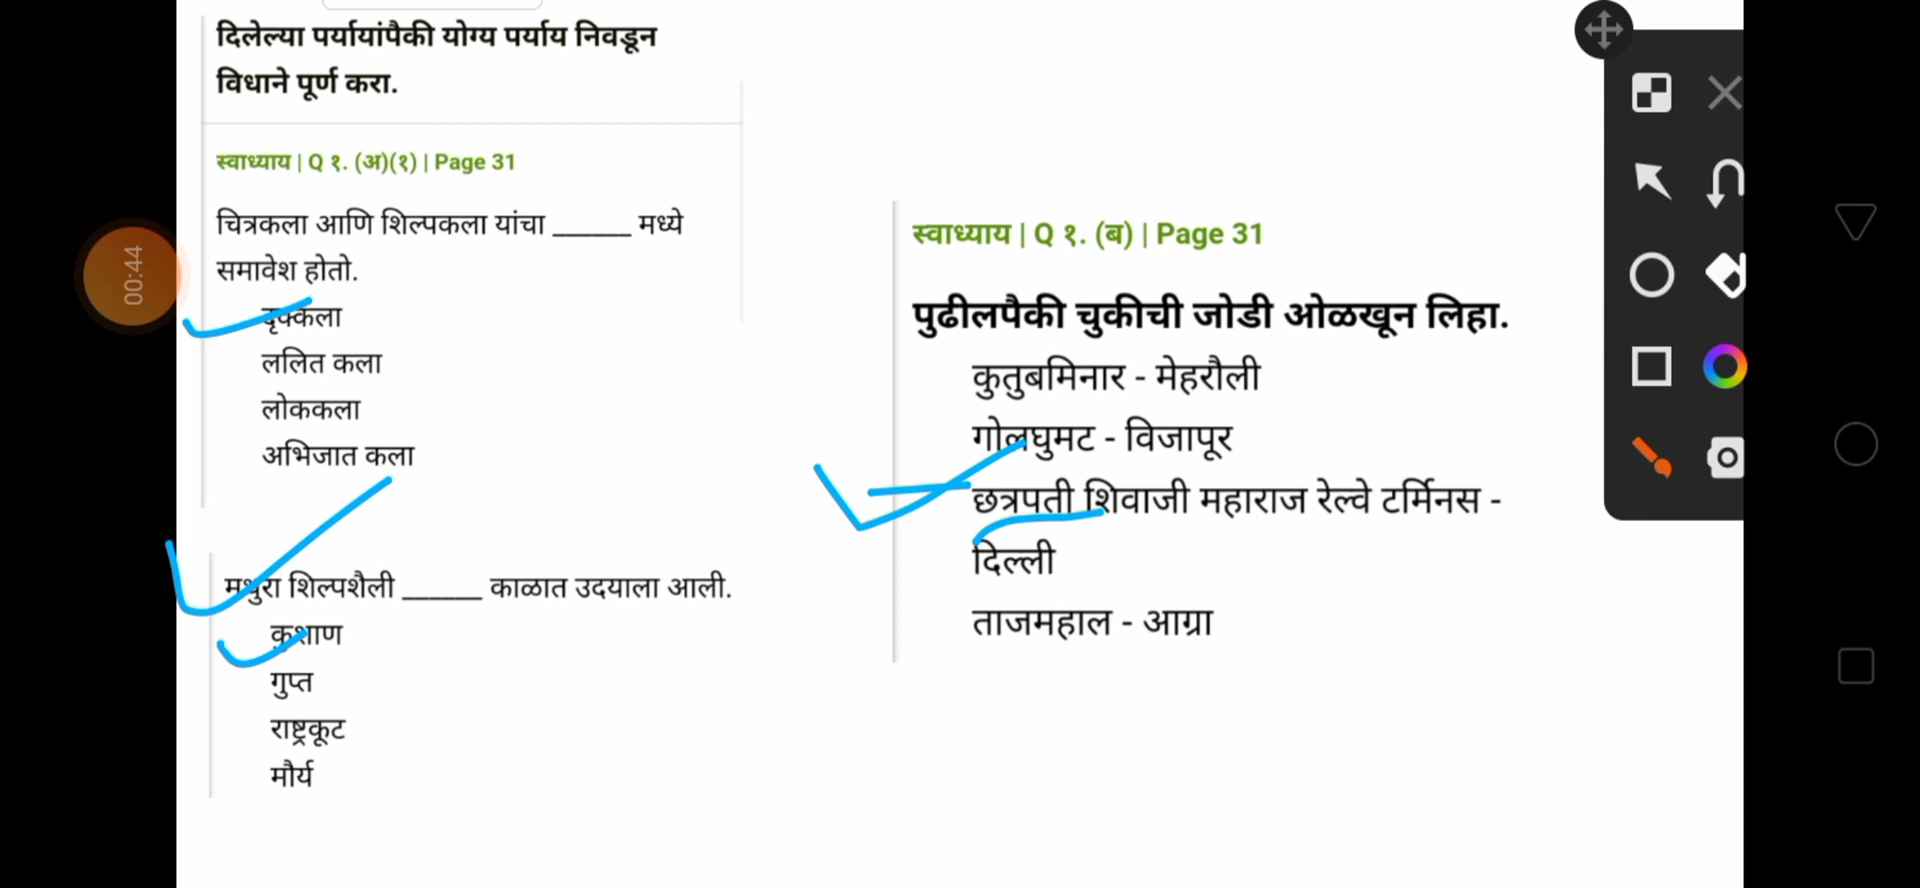 दिलेल्या पर्यायांपैकी योग्य पर्याय निवडून
विधाने पूर्ण करा.
स्वाध्याय | Q १. (अ)(१) | Page 31
चित्रकला आणि शिल्पकला यांचा ______ मध्ये
समावेश होतो.
दृक्कला
ललित कला
लोककला
अभिजात कला
मथुरा शिल्पशैली ______ काळात उदयाला आली.
कुशाण
गुप्त
राष्ट्रकूट
मौर्य
स्वाध्याय | Q १. (ब) | Page 31
पुढीलपैकी चुकीची जोडी ओळखून लिहा.
कुतुबमिनार - मेहरौली
गोलघुमट - विजापूर
छत्रपती शिवाजी महाराज रेल्वे टर्मिनस -
दिल्ली
ताजमहाल - आग्रा
00:44